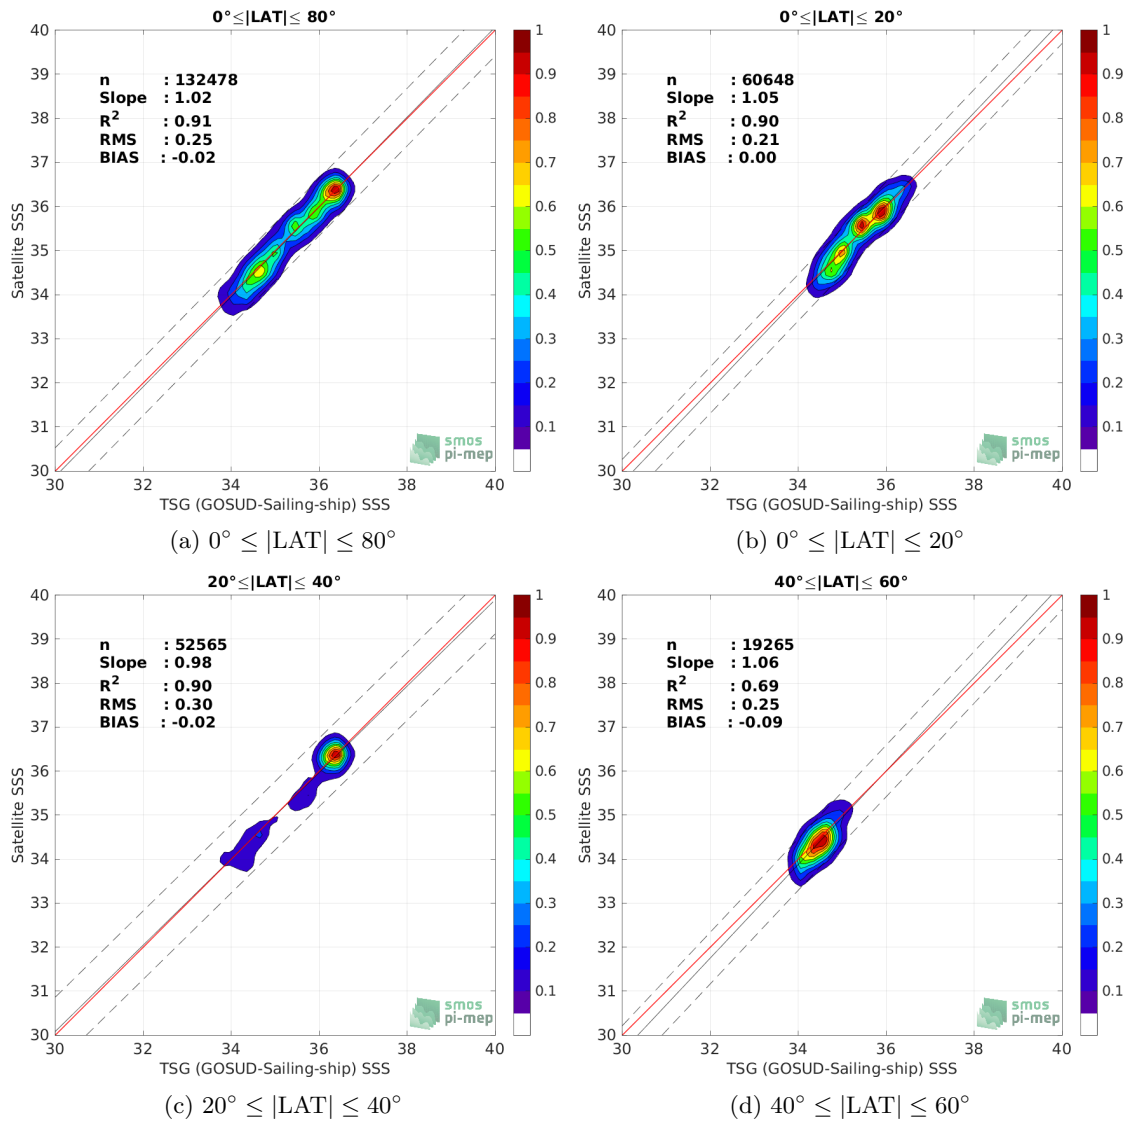 0°≤|LAT|≤ 80°
n : 132478
Slope : 1.02
R² : 0.91
RMS : 0.25
BIAS : -0.02
40
39
38
37
36
35
34
33
32
31
30
30 32 34 36 38 40
Satellite SSS
TSG (GOSUD-Sailing-ship) SSS
smos
pi-mep
1
0.9
0.8
0.7
0.6
0.5
0.4
0.3
0.2
0.1
(a) 0° ≤ |LAT| ≤ 80°
0°≤|LAT|≤ 20°
n : 60648
Slope : 1.05
R² : 0.90
RMS : 0.21
BIAS : 0.00
40
39
38
37
36
35
34
33
32
31
30
30 32 34 36 38 40
Satellite SSS
TSG (GOSUD-Sailing-ship) SSS
smos
pi-mep
1
0.9
0.8
0.7
0.6
0.5
0.4
0.3
0.2
0.1
(b) 0° ≤ |LAT| ≤ 20°
20°≤|LAT|≤ 40°
n : 52565
Slope : 0.98
R² : 0.90
RMS : 0.30
BIAS : -0.02
40
39
38
37
36
35
34
33
32
31
30
30 32 34 36 38 40
Satellite SSS
TSG (GOSUD-Sailing-ship) SSS
smos
pi-mep
1
0.9
0.8
0.7
0.6
0.5
0.4
0.3
0.2
0.1
(c) 20° ≤ |LAT| ≤ 40°
40°≤|LAT|≤ 60°
n : 19265
Slope : 1.06
R² : 0.69
RMS : 0.25
BIAS : -0.09
40
39
38
37
36
35
34
33
32
31
30
30 32 34 36 38 40
Satellite SSS
TSG (GOSUD-Sailing-ship) SSS
smos
pi-mep
1
0.9
0.8
0.7
0.6
0.5
0.4
0.3
0.2
0.1
(d) 40° ≤ |LAT| ≤ 60°